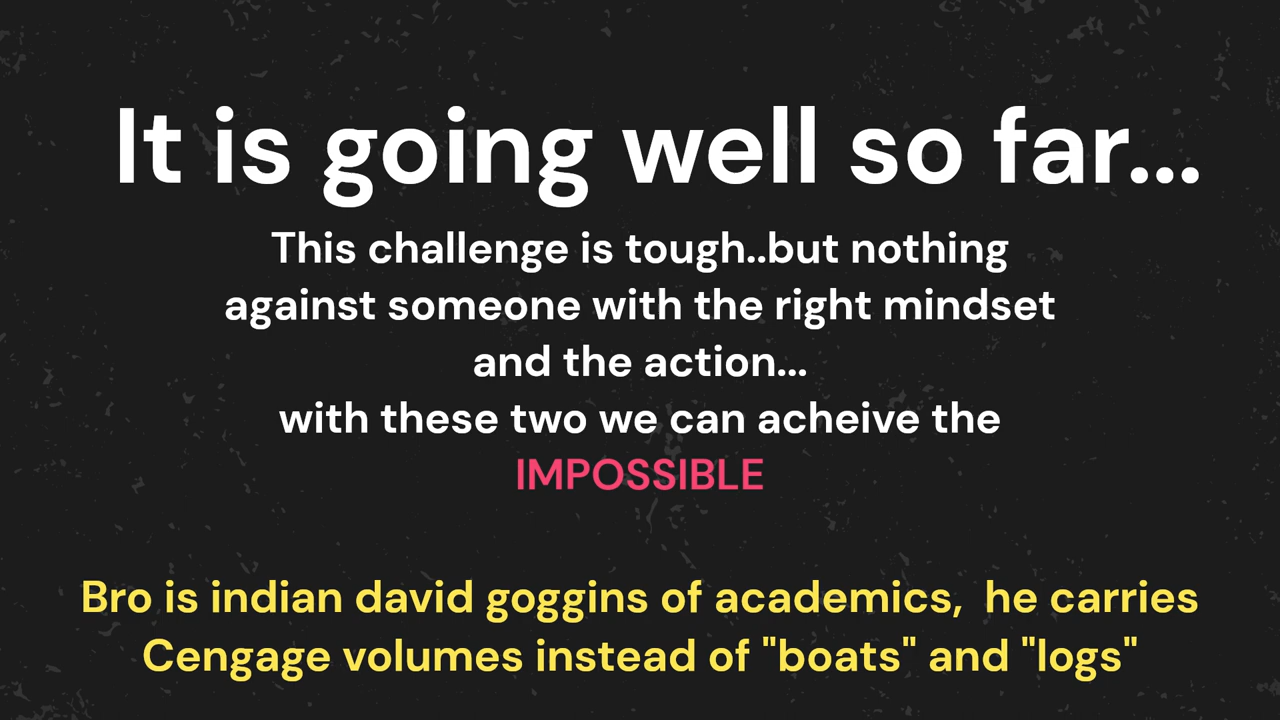 It is going well so far...
This challenge is tough..but nothing
against someone with the right mindset
and the action...
with these two we can acheive the
IMPOSSIBLE
Bro is indian david goggins of academics,  he carries
Cengage volumes instead of "boats" and "logs"